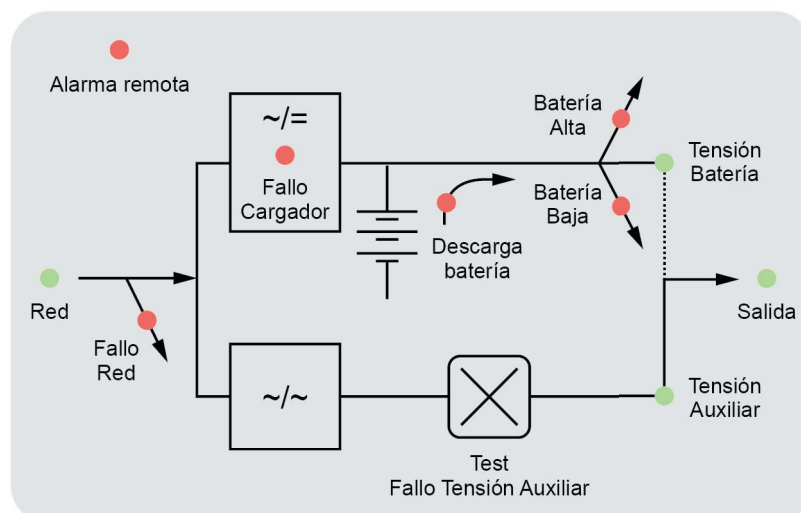 Alarma remota
~/=
Fallo
Cargador
Batería
Alta
Tensión
Batería
Batería
Baja
Descarga
batería
Red
Fallo
Red
Salida
~/~
Tensión
Auxiliar
Test
Fallo Tensión Auxiliar